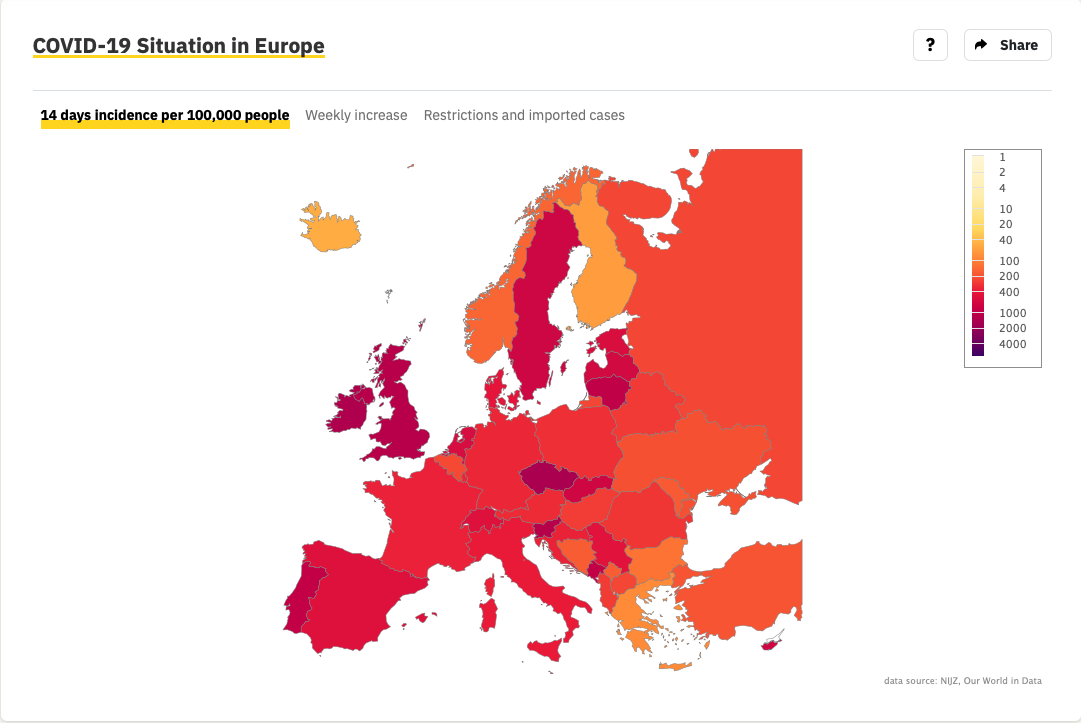 COVID-19 Situation in Europe
?
Share
14 days incidence per 100,000 people
Weekly increase
Restrictions and imported cases
1
2
4
10
20
40
100
200
400
1000
2000
4000
data source: NIJZ, Our World in Data